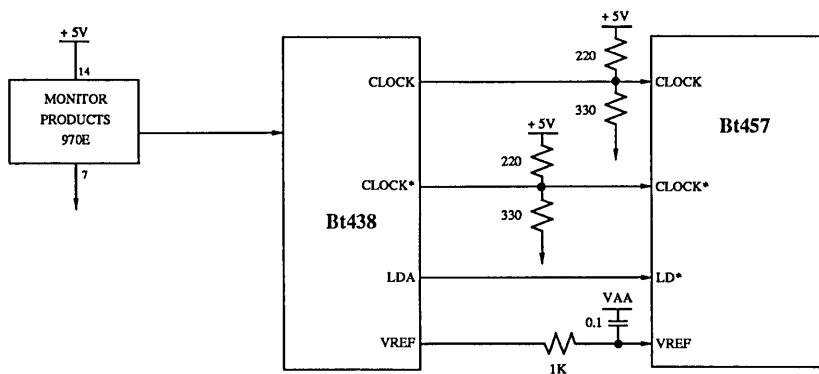 + 5V
+ 5V
14
220
CLOCK
CLOCK
MONITOR
PRODUCTS
970E
330
Bt457
+ 5V
7
220
CLOCK*
CLOCK*
Bt438
330
LDA
LD*
VAA
0.1
VREF
VREF
1K